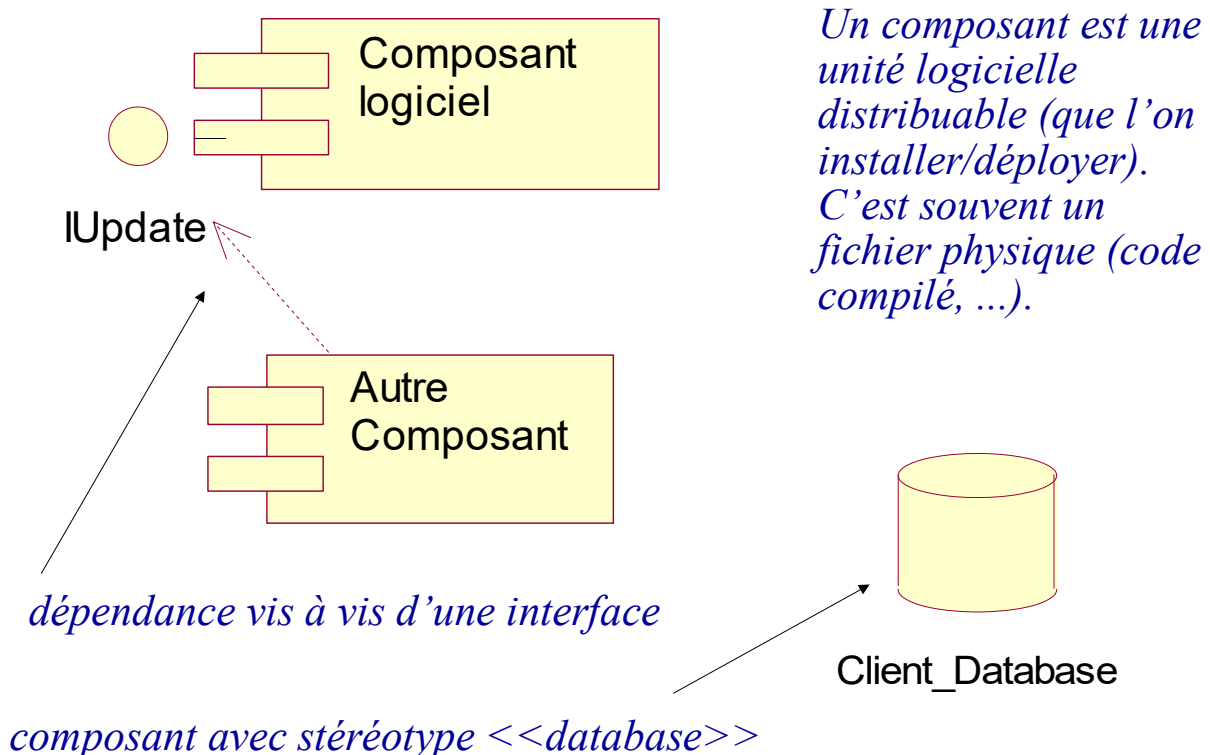 Composant
logiciel
IUpdate
Un composant est une
unité logicielle
distribuable (que l’on
installer/déployer).
C’est souvent un
fichier physique (code
compilé, ...).
Autre
Composant
dépendance vis à vis d’une interface
Client_Database
composant avec stéréotype <<database>>